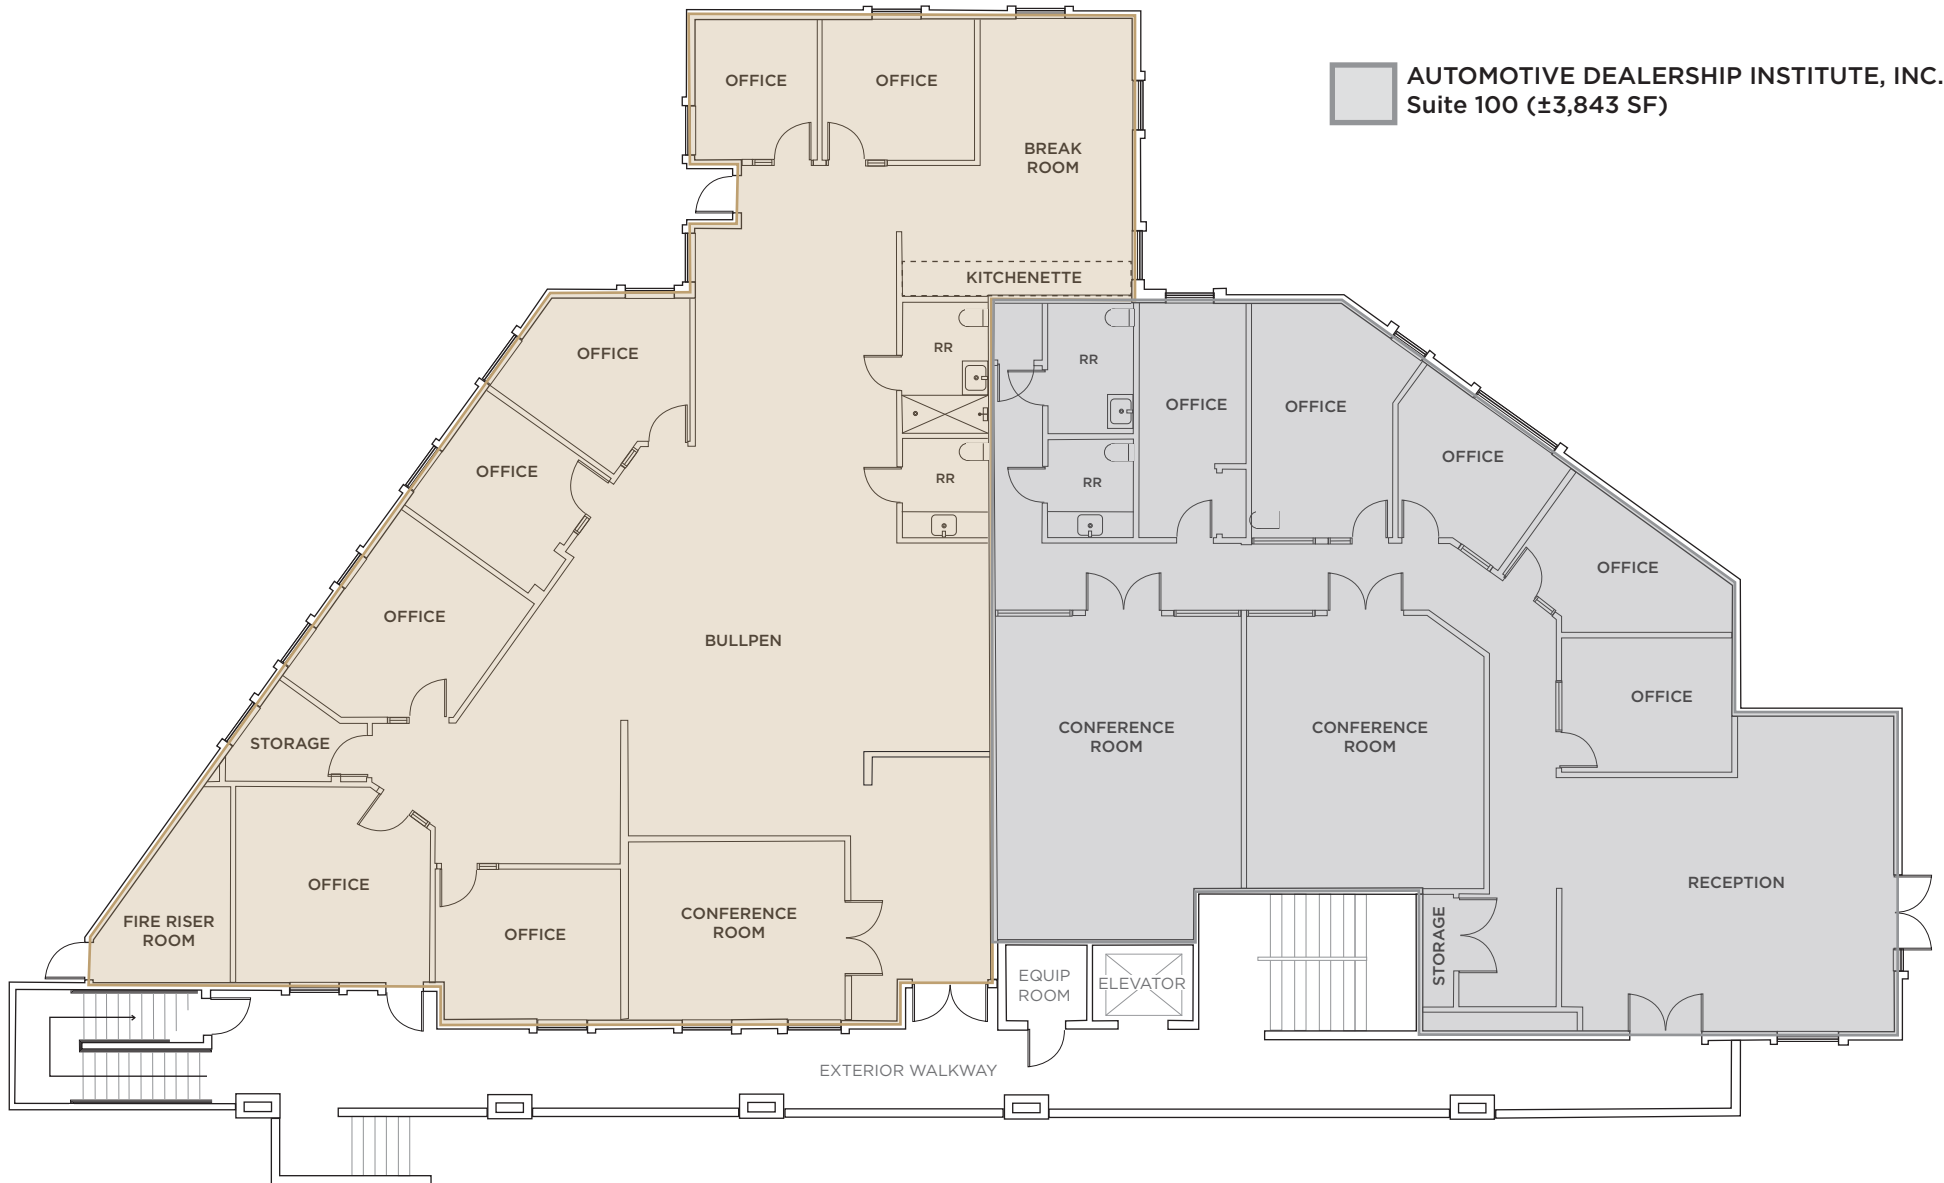 AUTOMOTIVE DEALERSHIP INSTITUTE, INC.
Suite 100 (±3,843 SF)
OFFICE
OFFICE
BREAK
ROOM
KITCHENETTE
OFFICE
RR
RR
OFFICE
OFFICE
OFFICE
OFFICE
RR
RR
OFFICE
OFFICE
OFFICE
BULLPEN
OFFICE
STORAGE
CONFERENCE
ROOM
CONFERENCE
ROOM
OFFICE
FIRE RISER
ROOM
OFFICE
CONFERENCE
ROOM
RECEPTION
STORAGE
EQUIP
ROOM
ELEVATOR
EXTERIOR WALKWAY